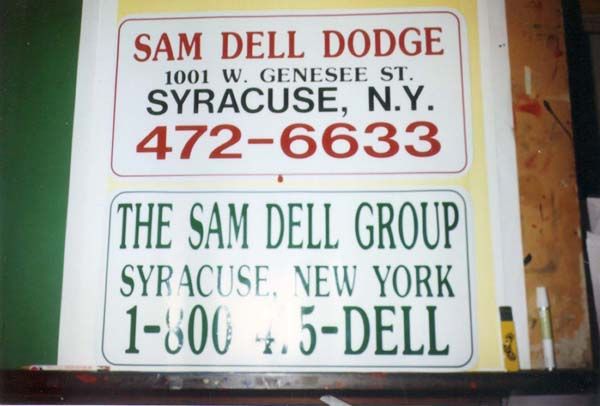 SAM DELL DODGE
1001 W. GENESEE ST.
SYRACUSE, N.Y.
472-6633
THE SAM DELL GROUP
SYRACUSE, NEW YORK
1-800 5-DELL